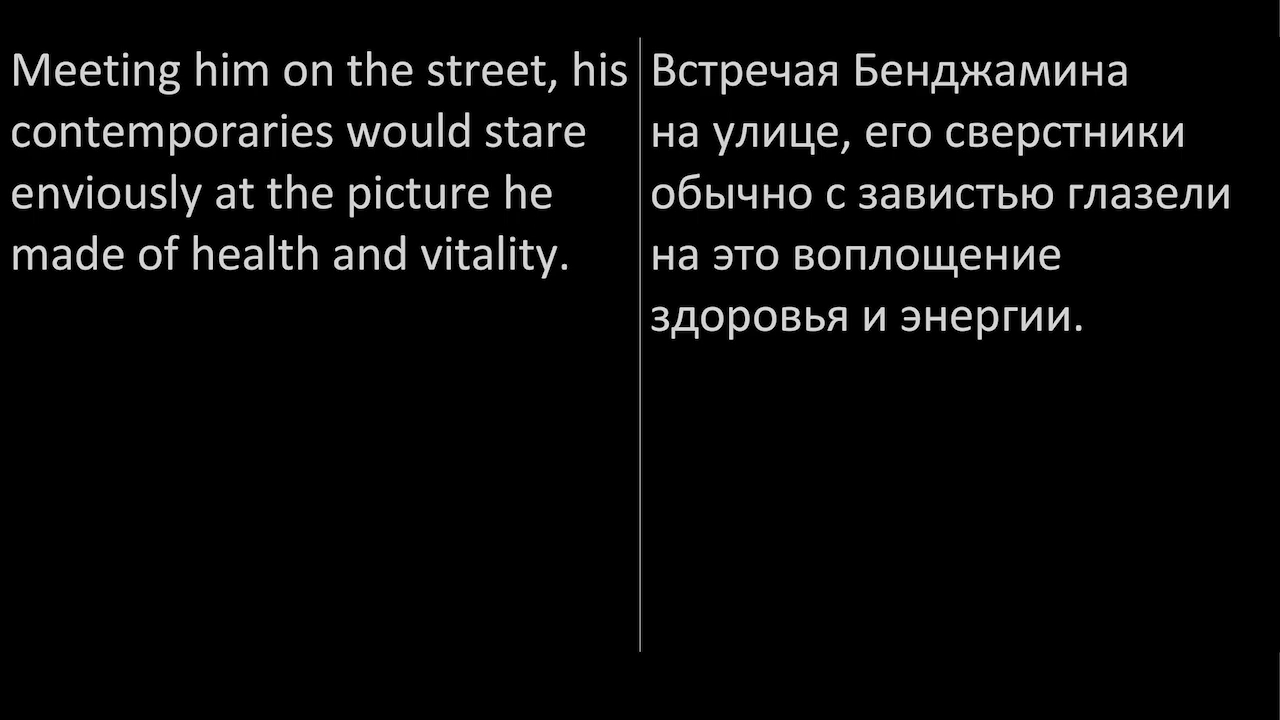 Meeting him on the street, his
contemporaries would stare
enviously at the picture he
made of health and vitality.
Встречая Бенджамина
на улице, его сверстники
обычно с завистью глазели
на это воплощение
здоровья и энергии.